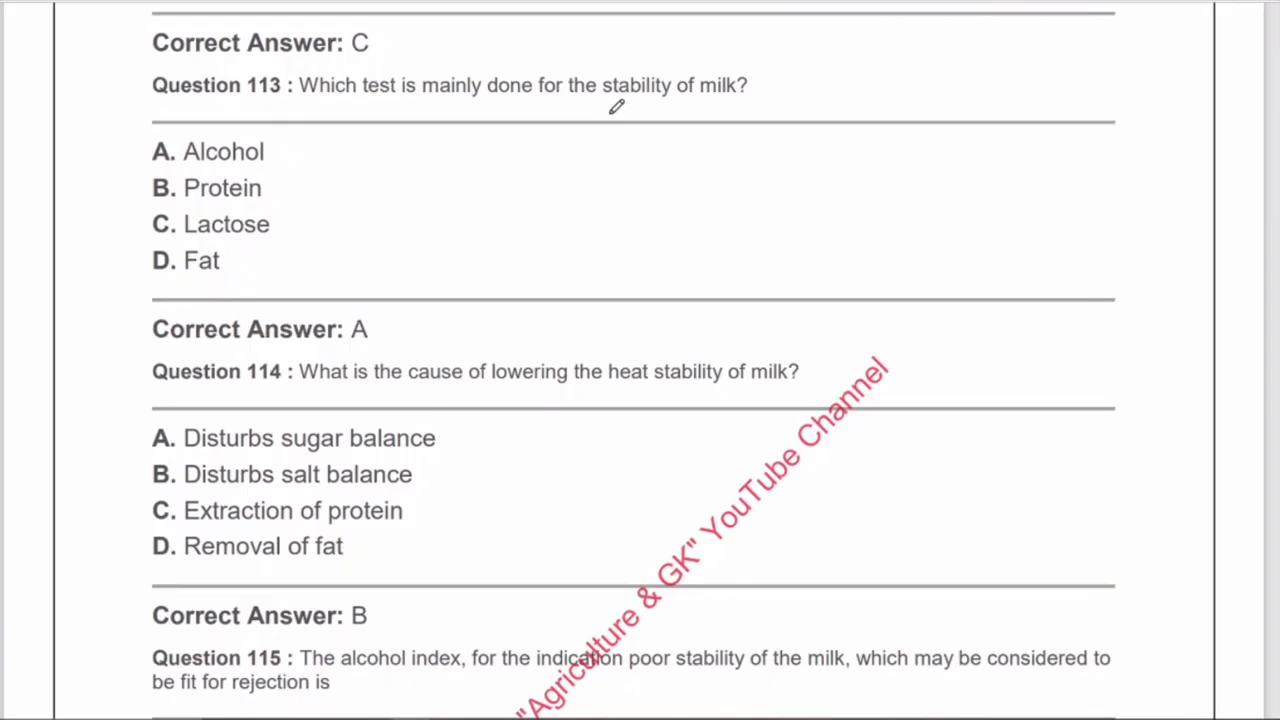 Correct Answer: C
Question 113 : Which test is mainly done for the stability of milk?
A. Alcohol
B. Protein
C. Lactose
D. Fat
Correct Answer: A
Question 114 : What is the cause of lowering the heat stability of milk?
A. Disturbs sugar balance
B. Disturbs salt balance
C. Extraction of protein
D. Removal of fat
Correct Answer: B
Question 115 : The alcohol index, for the indication poor stability of the milk, which may be considered to
be fit for rejection is
"Agriculture & GK" YouTube Channel